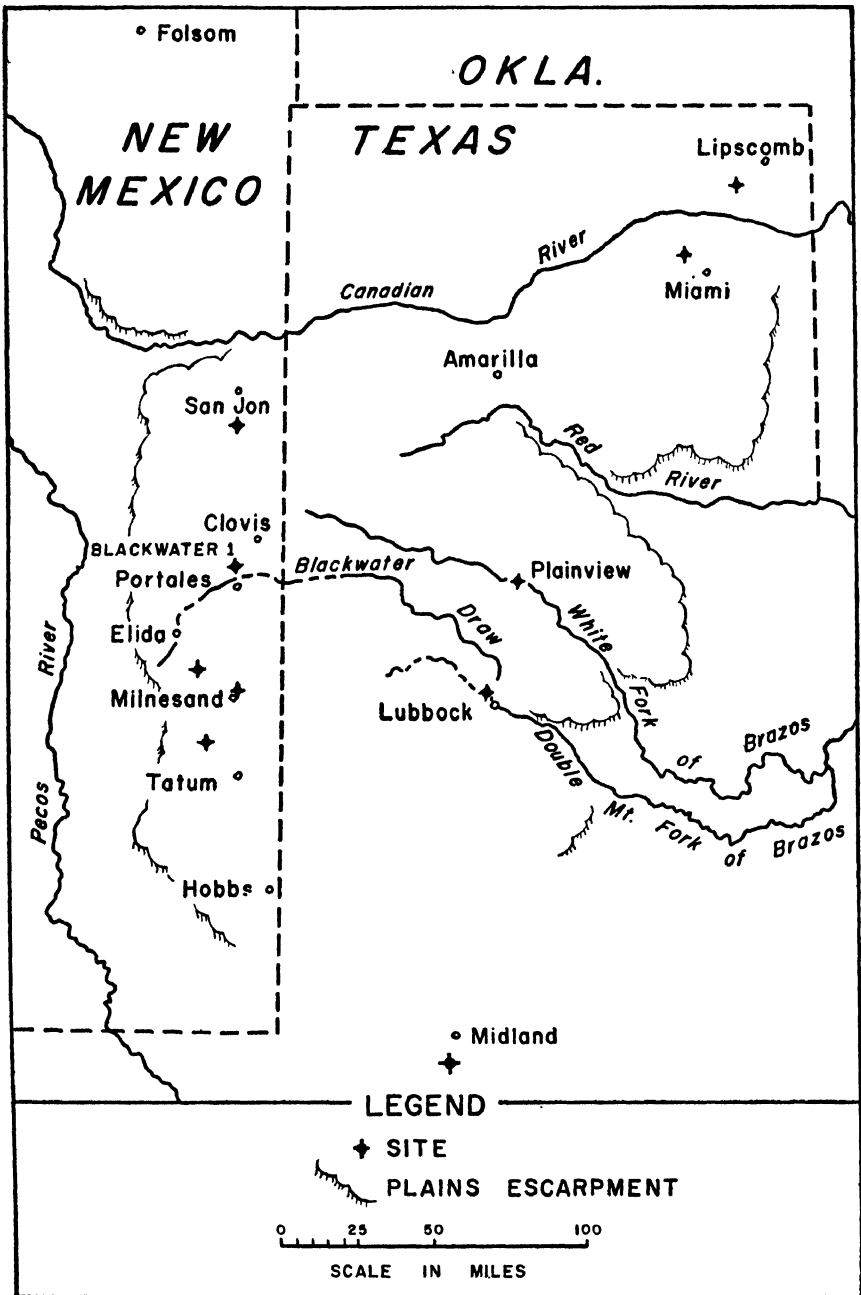 Folsom
OKLA.
NEW
MEXICO
TEXAS
Lipscomb
River
Canadian
Miami
Amarilla
San Jon
Red
River
Clovis
BLACKWATER 1
Portales
Blackwater
Draw
Plainview
White
Fork
of
Brazos
Elida
River
Pecos
Milnesand
Lubbock
Double
Mt.
Fork
of
Brazos
Tatum
Hobbs
Midland
LEGEND
SITE
PLAINS ESCARPMENT
0 25 50 100
SCALE IN MILES